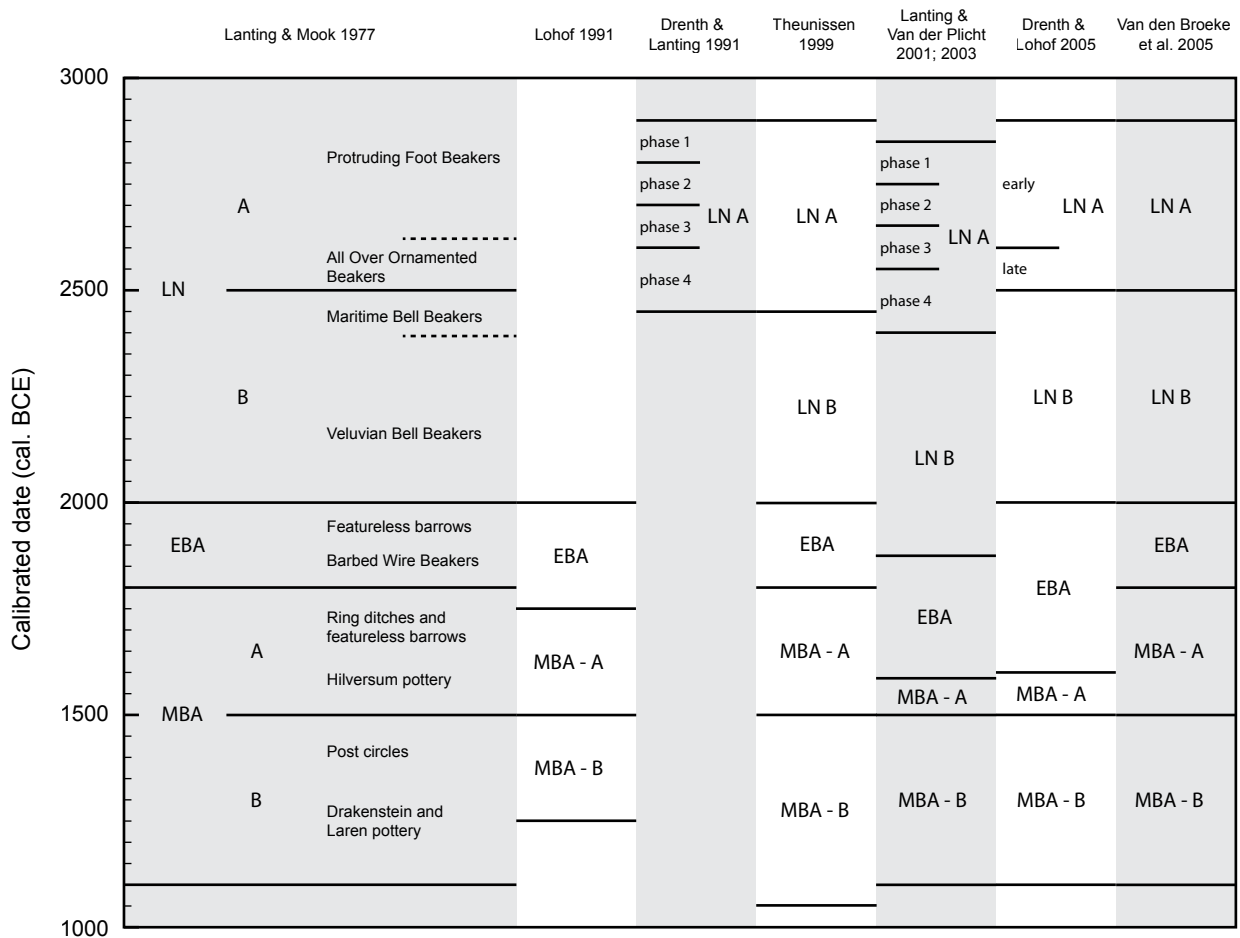 Lanting & Mook 1977
Lohof 1991
Drenth &
Lanting 1991
Theunissen
1999
Lanting &
Van der Plicht
2001; 2003
Drenth &
Lohof 2005
Van den Broeke
et al. 2005
Calibrated date (cal. BCE)
3000
2500
2000
1500
1000
LN
A
Protruding Foot Beakers
All Over Ornamented
Beakers
Maritime Bell Beakers
B
Veluvian Bell Beakers
EBA
Featureless barrows
Barbed Wire Beakers
MBA
A
Ring ditches and
featureless barrows
Hilversum pottery
B
Post circles
Drakenstein and
Laren pottery
EBA
MBA - A
MBA - B
phase 1
phase 2
phase 3
phase 4
LN A
LN A
LN B
EBA
MBA - A
MBA - B
phase 1
phase 2
phase 3
phase 4
LN A
LN B
EBA
MBA - A
MBA - B
early
late
LN A
LN B
EBA
MBA - A
MBA - B
LN A
LN B
EBA
MBA - A
MBA - B